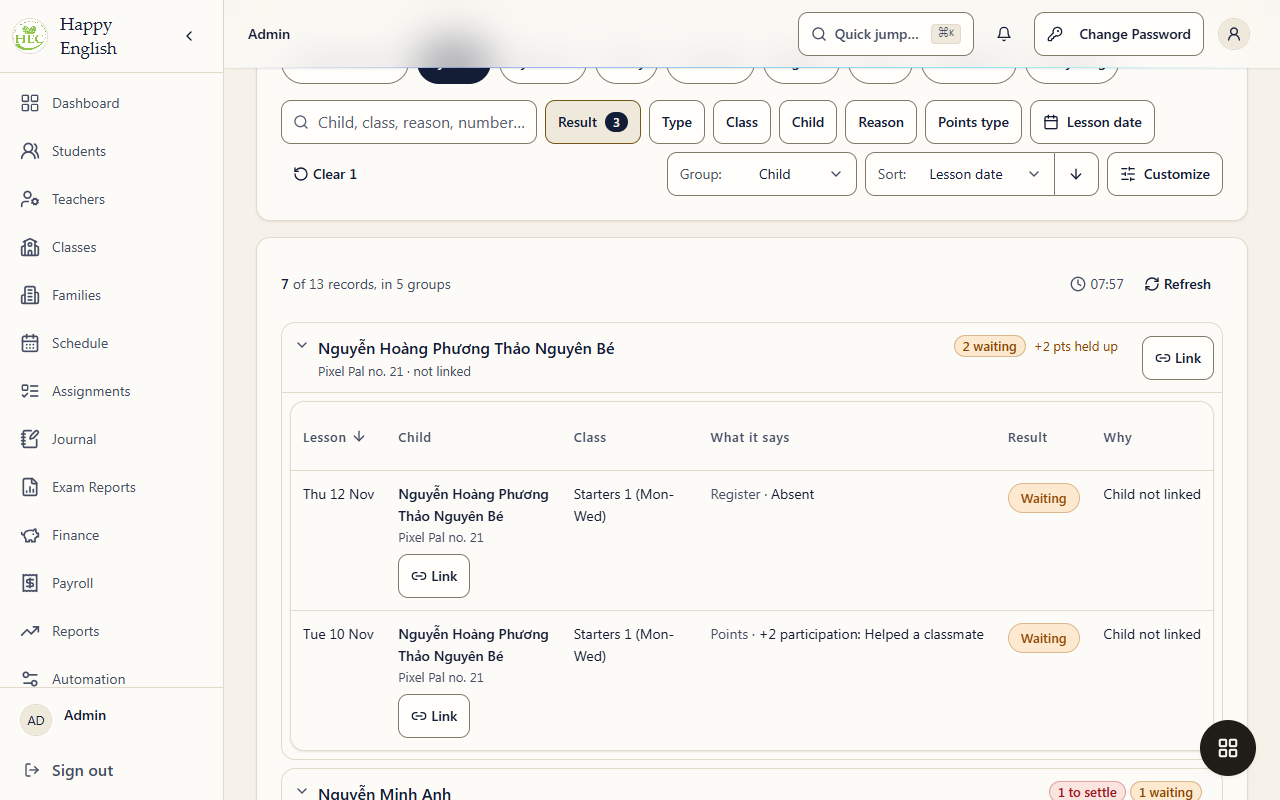 HEC
Happy
English
Admin
Quick jump...
⌘K
Change Password
Dashboard
Students
Teachers
Classes
Families
Schedule
Assignments
Journal
Exam Reports
Finance
Payroll
Reports
Automation
AD
Admin
Sign out
Child, class, reason, number...
Result 3
Type
Class
Child
Reason
Points type
Lesson date
Clear 1
Group: Child
Sort: Lesson date
Customize
7 of 13 records, in 5 groups
07:57
Refresh
Nguyễn Hoàng Phương Thảo Nguyên Bé
Pixel Pal no. 21 · not linked
2 waiting
+2 pts held up
Link
Lesson Child Class What it says Result Why
Thu 12 Nov
Nguyễn Hoàng Phương
Thảo Nguyên Bé
Pixel Pal no. 21
Link
Starters 1 (Mon-
Wed)
Register · Absent
Waiting
Child not linked
Tue 10 Nov
Nguyễn Hoàng Phương
Thảo Nguyên Bé
Pixel Pal no. 21
Link
Starters 1 (Mon-
Wed)
Points · +2 participation: Helped a classmate
Waiting
Child not linked
Nguyễn Minh Anh
1 to settle
1 waiting